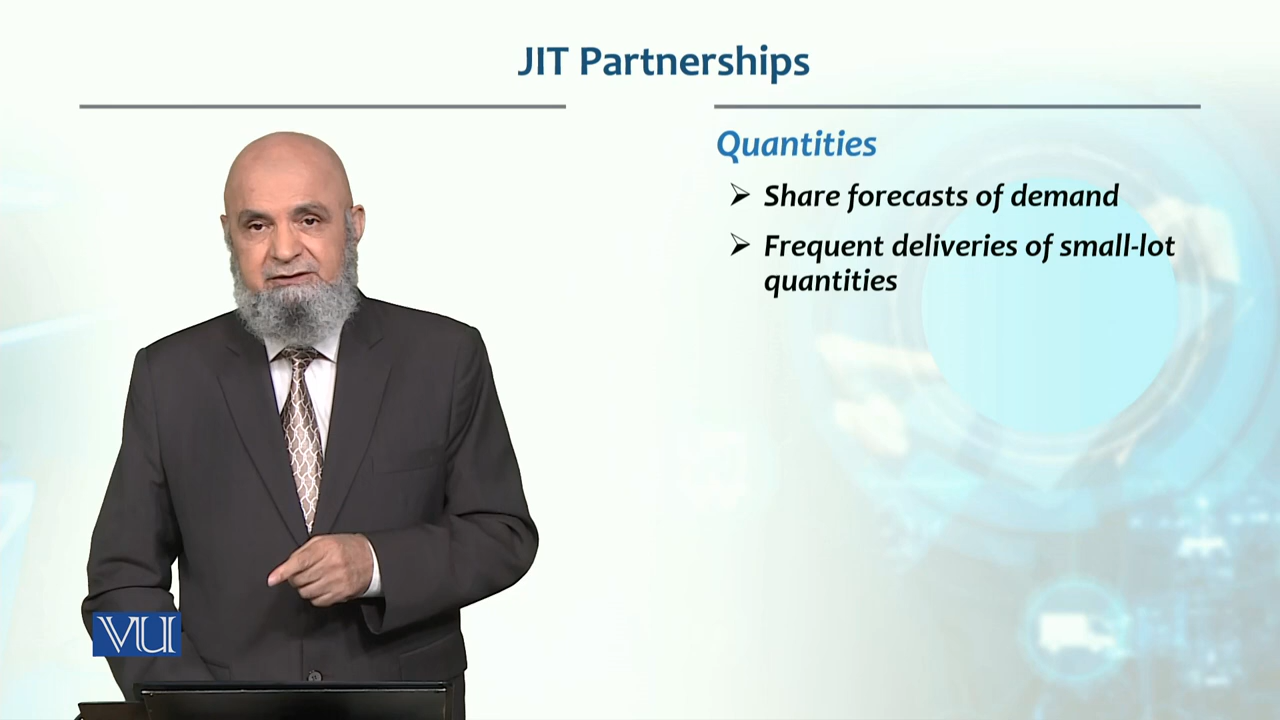 JIT Partnerships
Quantities
Share forecasts of demand
Frequent deliveries of small-lot
quantities
VU